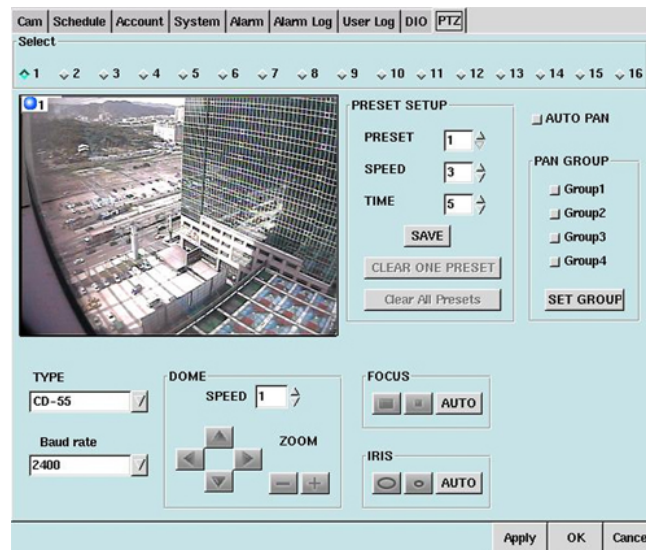 Cam Schedule Account System Alarm Alarm Log User Log DIO PTZ
Select
1 2 3 4 5 6 7 8 9 10 11 12 13 14 15 16
1
PRESET SETUP
PRESET 1
SPEED 3
TIME 5
SAVE
CLEAR ONE PRESET
Clear All Presets
AUTO PAN
PAN GROUP
Group1
Group2
Group3
Group4
SET GROUP
TYPE
CD-55
Baud rate
2400
DOME
SPEED 1
ZOOM
- +
FOCUS
AUTO
IRIS
AUTO
Apply OK Cance